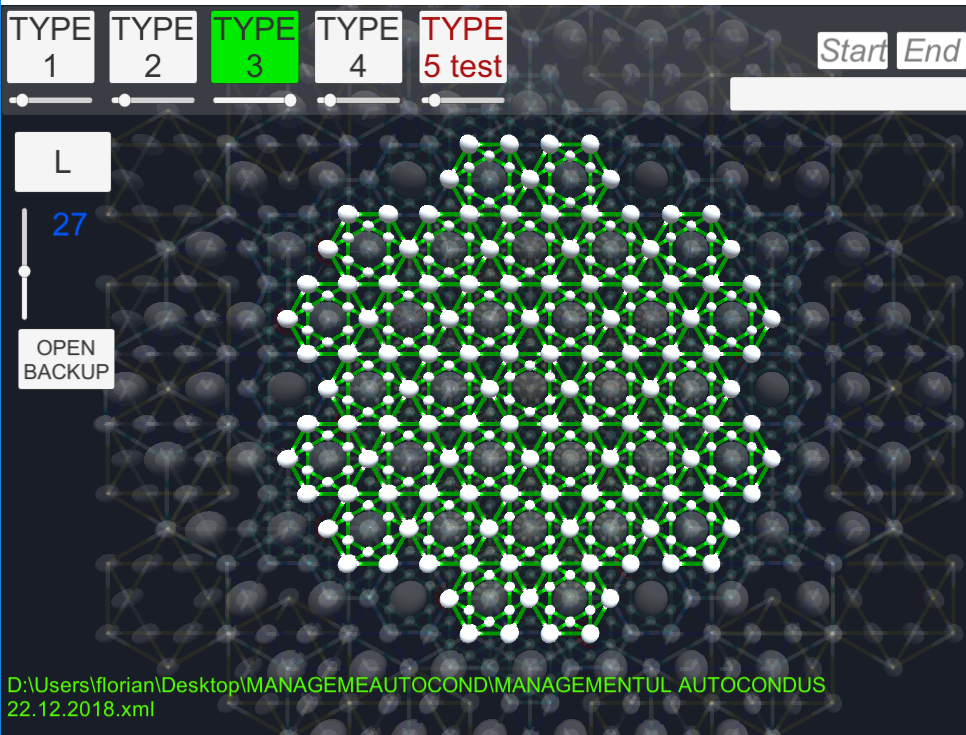 TYPE 1
TYPE 2
TYPE 3
TYPE 4
TYPE 5 test
Start
End
L
27
OPEN
BACKUP
D:\Users\florian\Desktop\MANAGEMEAUTOCOND\MANAGEMENTUL AUTOCONDUS
22.12.2018.xml